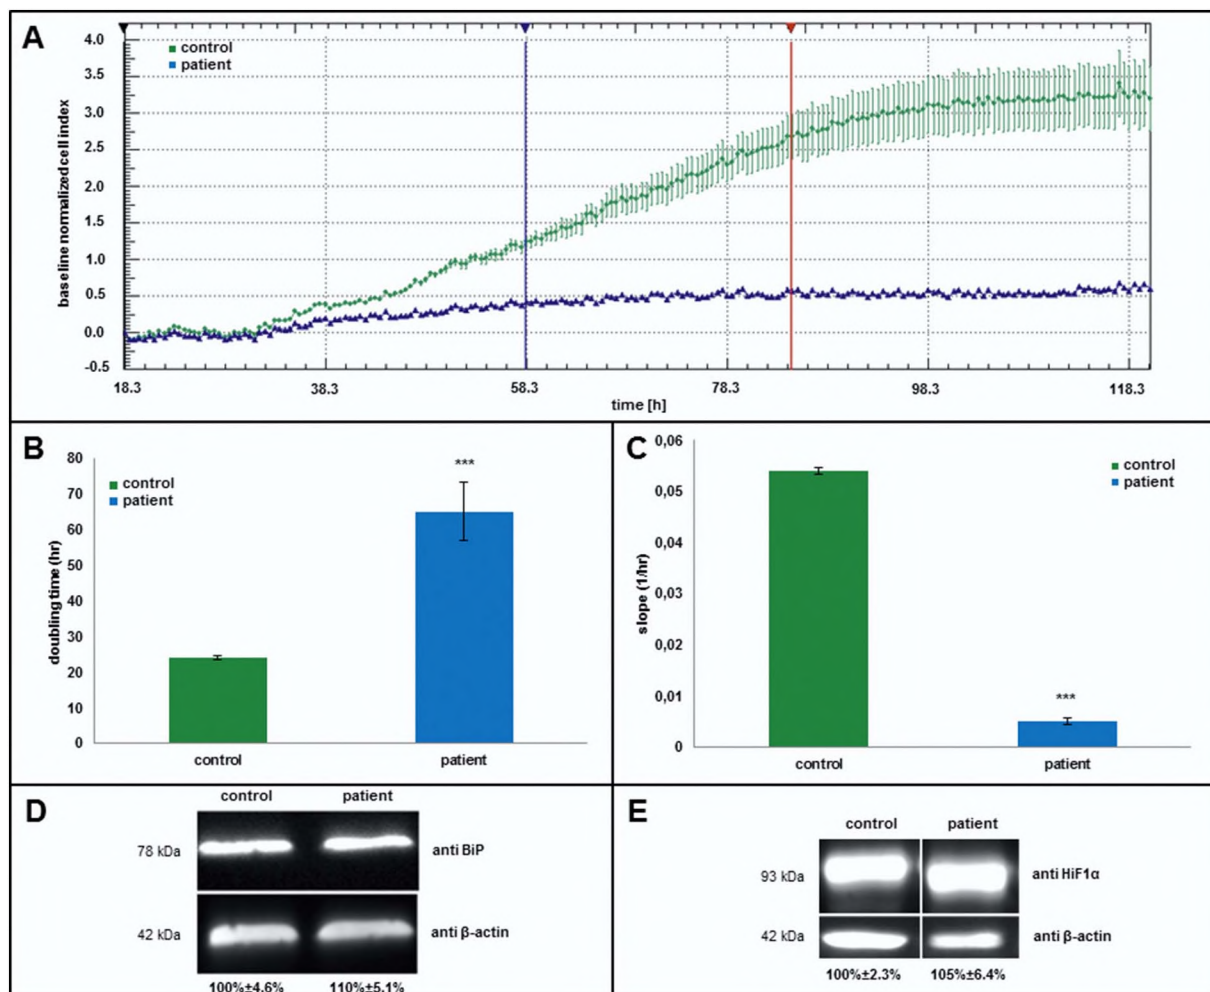 A
control
patient
4.0
3.5
3.0
2.5
2.0
1.5
1.0
0.5
0.0
-0.5
baseline normalized cell index
18.3 38.3 58.3 78.3 98.3 118.3
time [h]
B
control
patient
80
70
60
50
40
30
20
10
0
doubling time (hr)
***
control patient
C
control
patient
0,06
0,05
0,04
0,03
0,02
0,01
0
slope (1/hr)
***
control patient
D
control patient
78 kDa anti BiP
42 kDa anti β-actin
100%±4.6% 110%±5.1%
E
control patient
93 kDa anti HiF1α
42 kDa anti β-actin
100%±2.3% 105%±6.4%